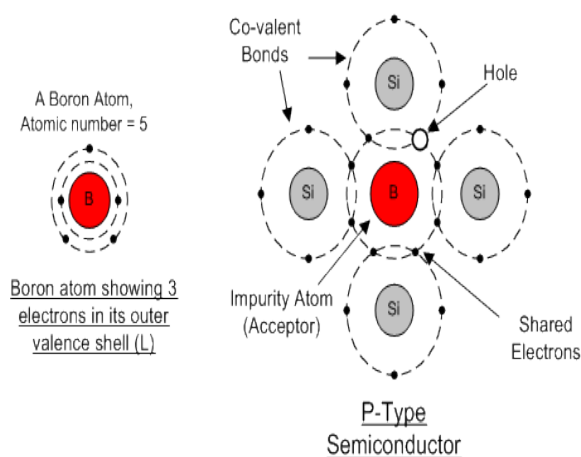 A Boron Atom,
Atomic number = 5
B
Boron atom showing 3
electrons in its outer
valence shell (L)
Co-valent
Bonds
Hole
Si
Si
B
Si
Si
Impurity Atom
(Acceptor)
Shared
Electrons
P-Type
Semiconductor